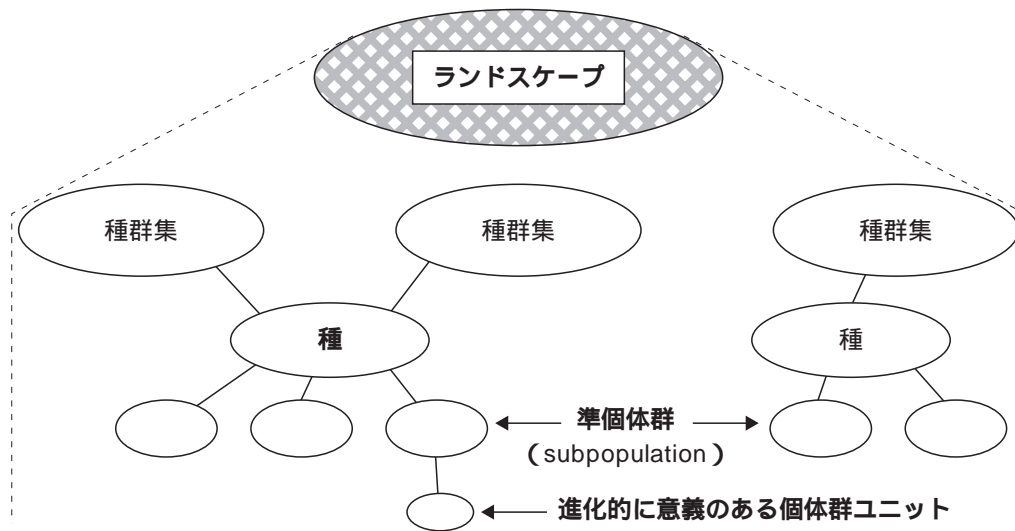 ランドスケープ
種群集
種群集
種群集
種
種
準個体群
（subpopulation）
進化的に意義のある個体群ユニット